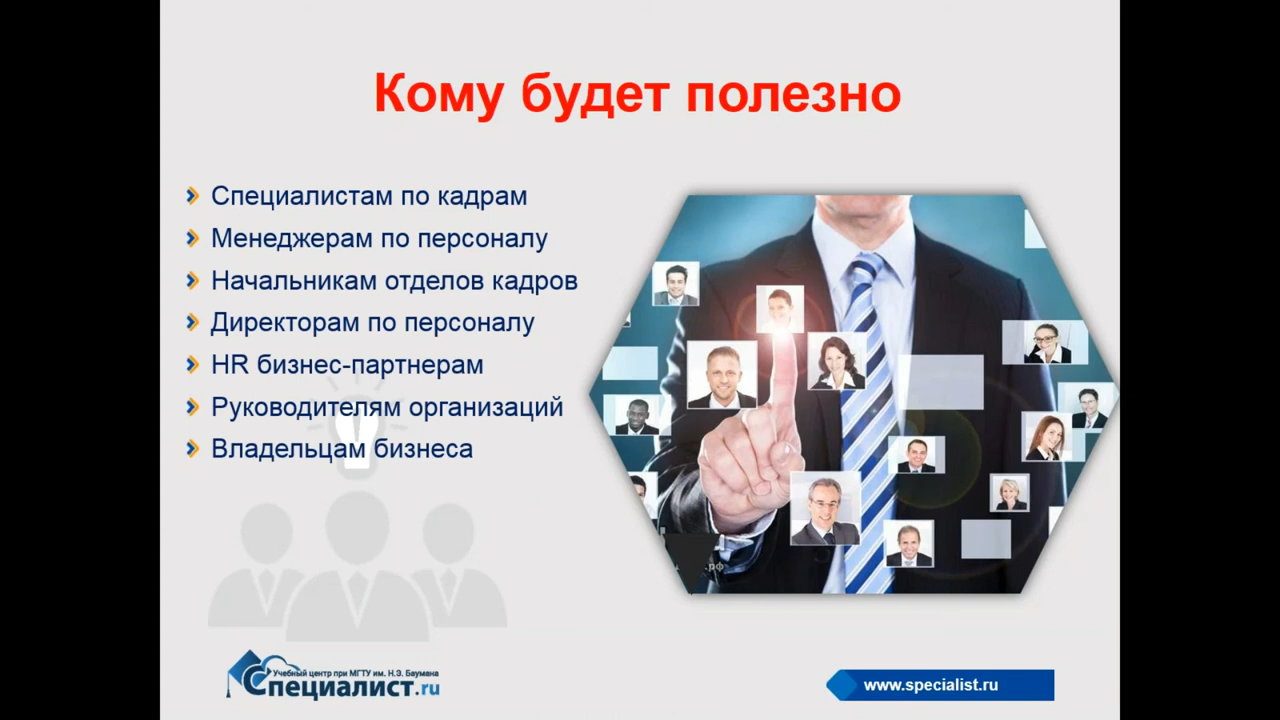 Кому будет полезно
Специалистам по кадрам
Менеджерам по персоналу
Начальникам отделов кадров
Директорам по персоналу
HR бизнес-партнерам
Руководителям организаций
Владельцам бизнеса
.рф
Учебный центр при МГТУ им. Н.Э. Баумана
Специалист.ru
www.specialist.ru